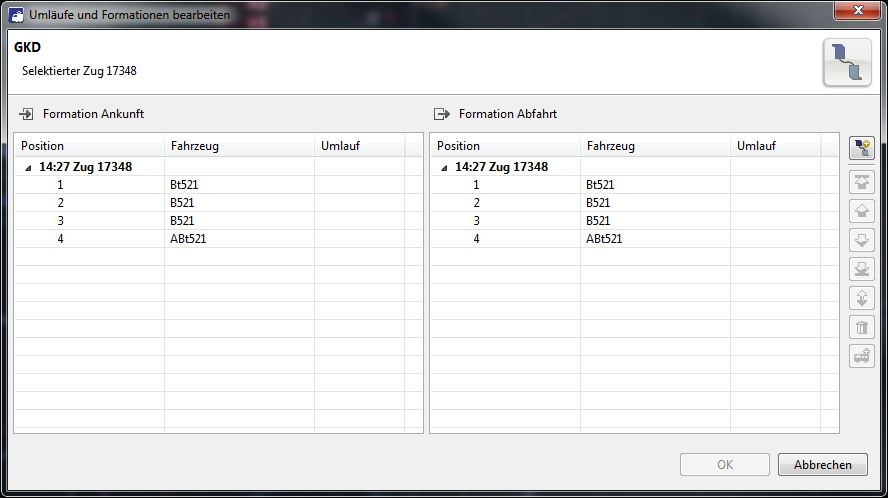 Umläufe und Formationen bearbeiten
GKD
Selektierter Zug 17348
Formation Ankunft
Position Fahrzeug Umlauf
14:27 Zug 17348
1 Bt521
2 B521
3 B521
4 ABt521
Formation Abfahrt
Position Fahrzeug Umlauf
14:27 Zug 17348
1 Bt521
2 B521
3 B521
4 ABt521
OK Abbrechen